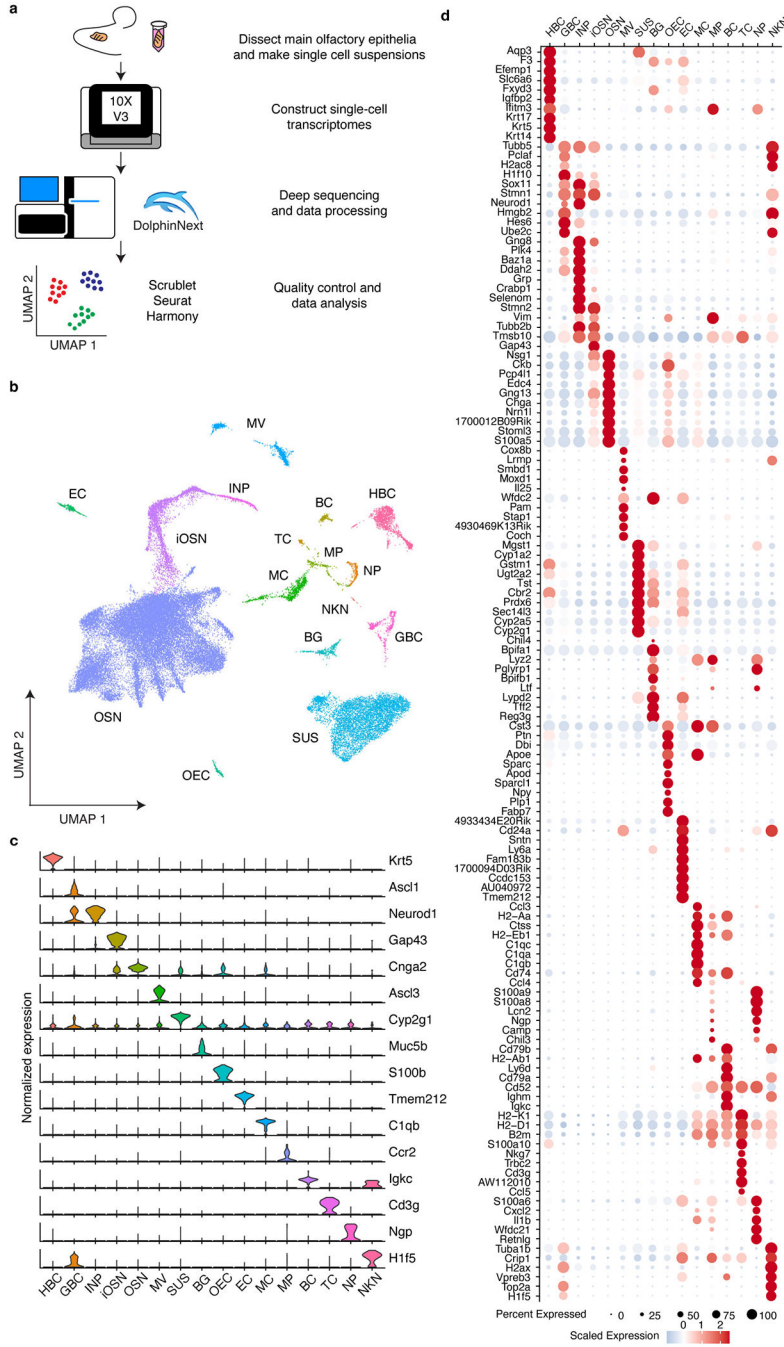 a
Dissect main olfactory epithelia
and make single cell suspensions
10X
V3
Construct single-cell
transcriptomes
DolphinNext
Deep sequencing
and data processing
UMAP 2
UMAP 1
Scrublet
Seurat
Harmony
Quality control and
data analysis
b
MV
EC
INP
iOSN
BC
HBC
TC
MP
MC
NP
NKN
GBC
BG
OSN
SUS
OEC
UMAP 2
UMAP 1
c
Normalized expression
Krt5
Ascl1
Neurod1
Gap43
Cnga2
Ascl3
Cyp2g1
Muc5b
S100b
Tmem212
C1qb
Ccr2
Igkc
Cd3g
Ngp
H1f5
HBC
GBC
INP
iOSN
OSN
MV
SUS
BG
OEC
EC
MC
MP
BC
TC
NP
NKN
d
HBC
GBC
INP
iOSN
OSN
MV
SUS
BG
OEC
EC
MC
MP
BC
TC
NP
NKN
Aqp3
F3
Efemp1
Slc6a6
Fxyd3
Igfbp2
Ifitm3
Krt17
Krt5
Krt14
Tubb5
Pclaf
H2ac8
H1f10
Sox11
Stmn1
Neurod1
Hmgb2
Hes6
Ube2c
Gng8
Plk4
Baz1a
Ddah2
Grp
Crabp1
Selenom
Stmn2
Vim
Tubb2b
Tmsb10
Gap43
Nsg1
Ckb
Pcp4l1
Edc4
Gng13
Cnga
Nrn1l
1700012B09Rik
Stoml3
S100a5
Cox8b
Lrmp
Smbd1
Moxd1
Il25
Wfdc2
Pam
Stap1
4930469K13Rik
Coch
Mgst1
Cyp1a2
Gstm1
Ugt2a2
Tst
Cbr2
Prdx6
Sec14l3
Cyp2a5
Cyp2g1
Chil4
Bpifa1
Lyz2
Pglyrp1
Bpifb1
Ltf
Lypd2
Tff2
Reg3g
Cst3
Ptn
Dbi
Apoe
Sparc
Apod
Sparcl1
Npy
Plp1
Fabp7
4933434E20Rik
Cd24a
Sntn
Ly6a
Fam183b
1700094D03Rik
Ccdc153
AU040972
Tmem212
Ccl3
H2-Aa
Ctss
H2-Eb1
C1qc
C1qa
C1qb
Cd74
Ccl4
S100a9
S100a8
Lcn2
Ngp
Camp
Chil3
Cd79b
H2-Ab1
Ly6d
Cd79a
Cd52
Ighm
Igkc
H2-K1
H2-D1
B2m
S100a10
Nkg7
Trbc2
Cd3g
AW112010
Ccl5
S100a6
Cxcl2
Il1b
Wfdc21
Retnlg
Tuba1b
Crip1
H2ax
Vpreb3
Top2a
H1f5
Percent Expressed 0 25 50 75 100
Scaled Expression
0 1 2